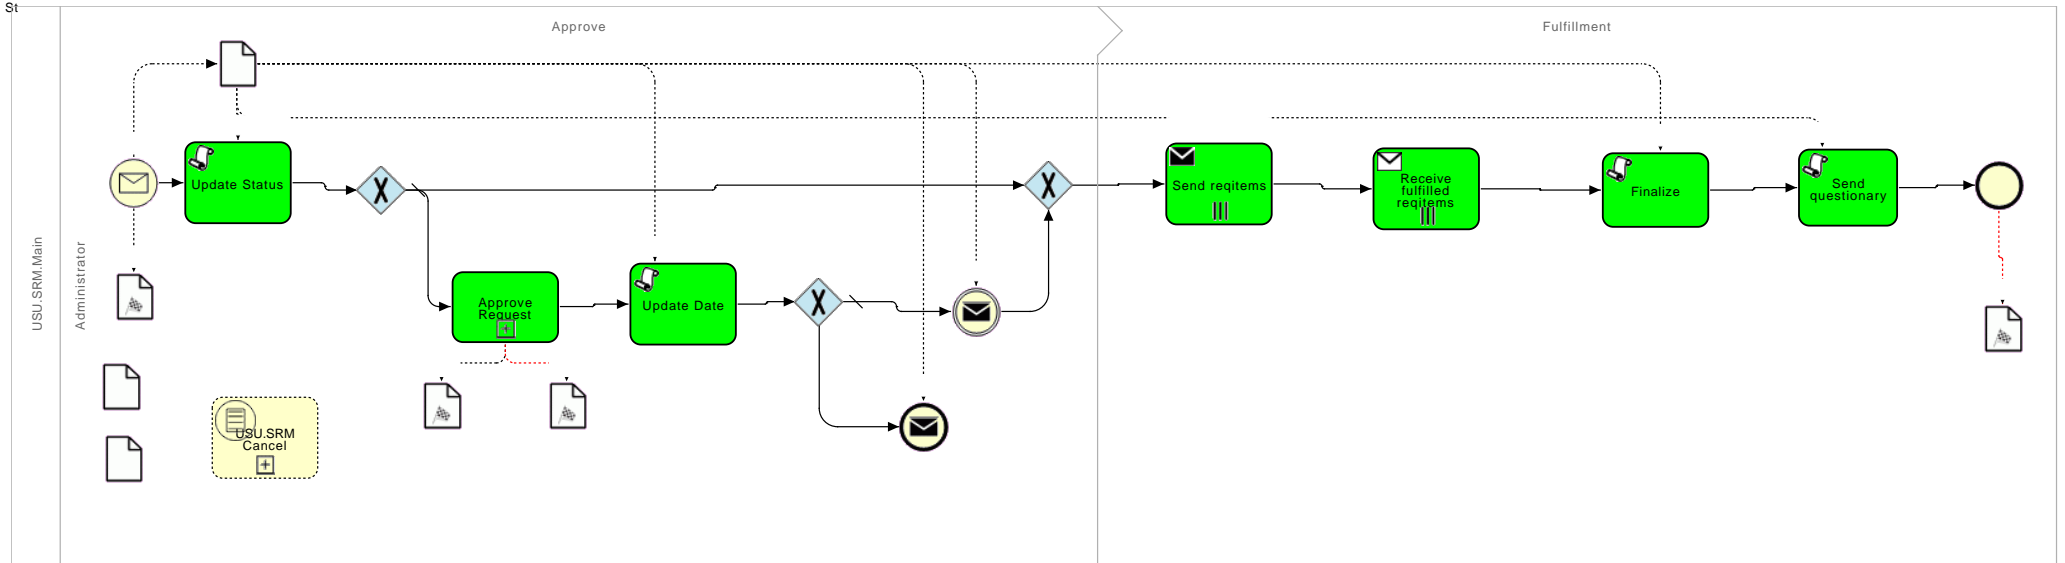 St
Approve
Fulfillment
USU.SRM.Main
Administrator
Update Status
Send reqitems
Receive
fulfilled
reqitems
Finalize
Send
questionary
Approve
Request
Update Date
USU.SRM
Cancel